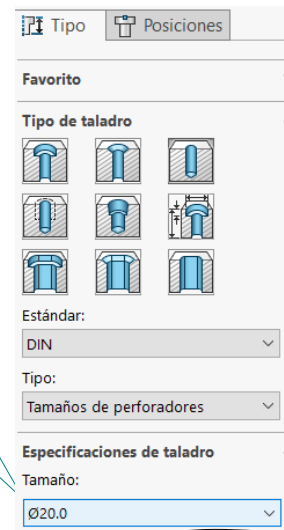 Tipo Posiciones
Favorito
Tipo de taladro
Estándar:
DIN
Tipo:
Tamaños de perforadores
Especificaciones de taladro
Tamaño:
Ø20.0